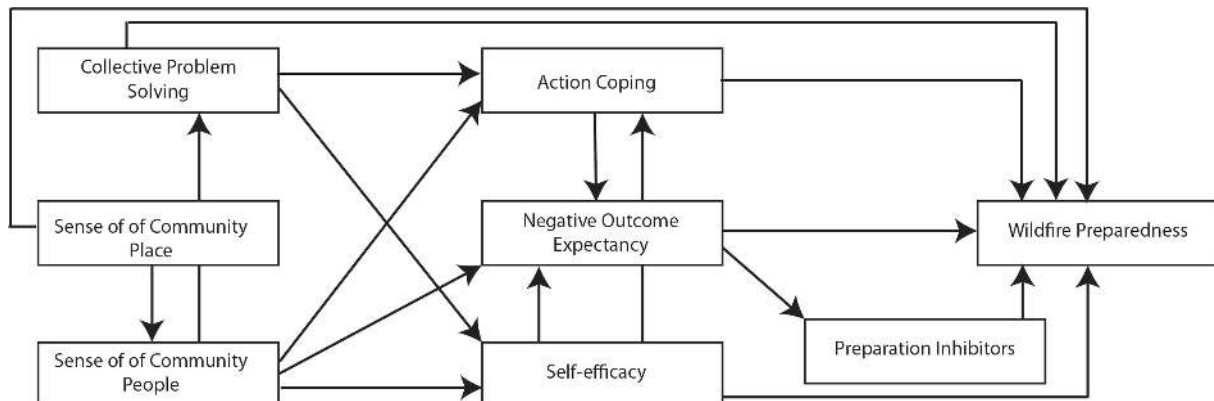 Collective Problem
Solving
Action Coping
Sense of of Community
Place
Negative Outcome
Expectancy
Wildfire Preparedness
Preparation Inhibitors
Sense of of Community
People
Self-efficacy